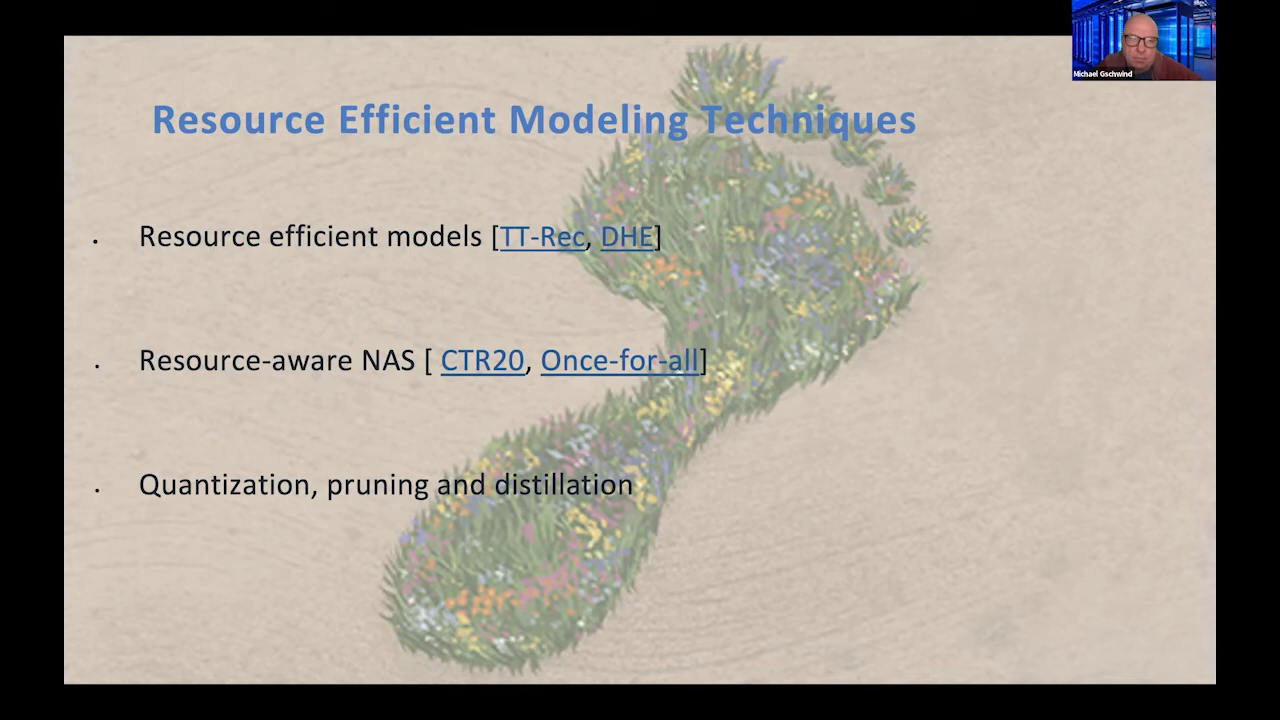 Michael Gschwind
Resource Efficient Modeling Techniques
• Resource efficient models [TT-Rec, DHE]
• Resource-aware NAS [ CTR20, Once-for-all]
• Quantization, pruning and distillation